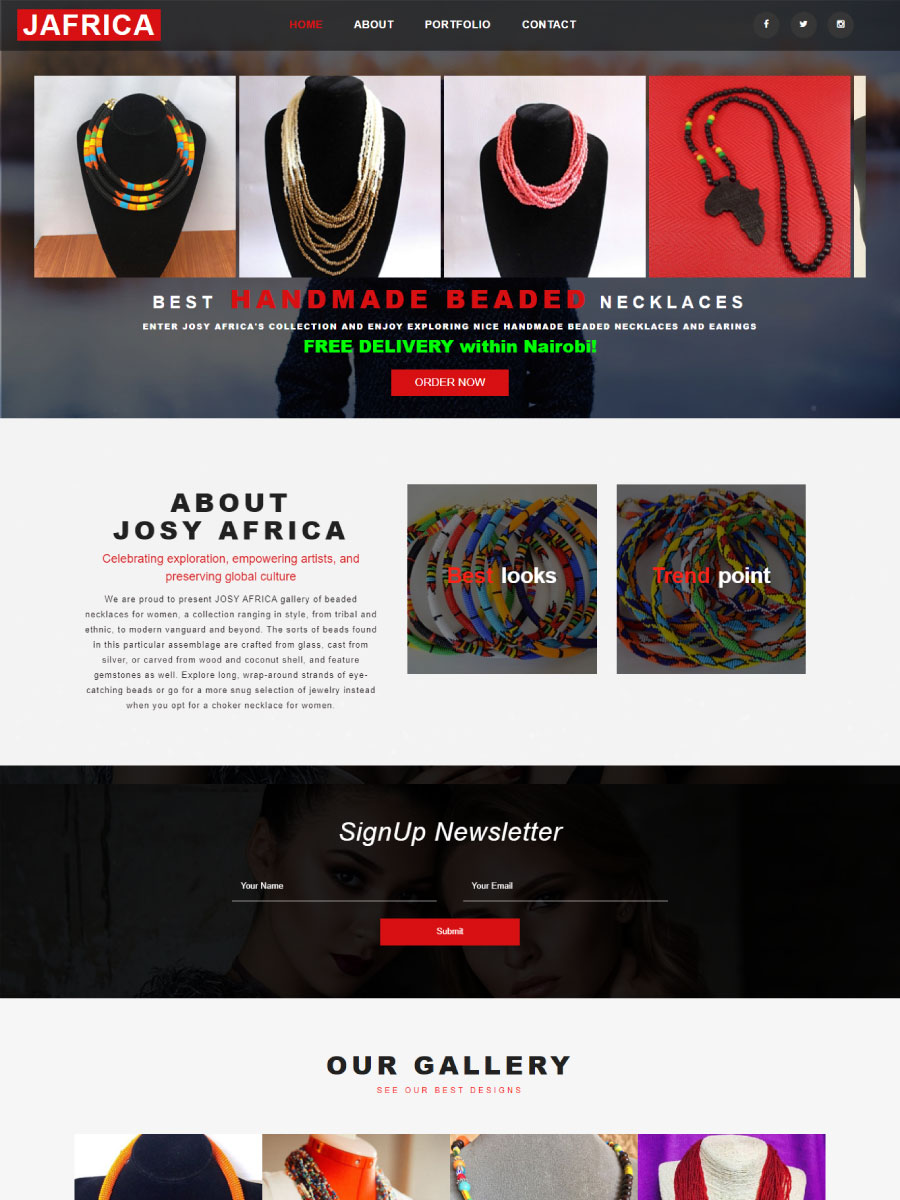 JAFRICA
HOME ABOUT PORTFOLIO CONTACT
BEST HANDMADE BEADED NECKLACES
ENTER JOSY AFRICA'S COLLECTION AND ENJOY EXPLORING NICE HANDMADE BEADED NECKLACES AND EARINGS
FREE DELIVERY within Nairobi!
ORDER NOW
ABOUT
JOSY AFRICA
Celebrating exploration, empowering artists, and
preserving global culture
We are proud to present JOSY AFRICA gallery of beaded
necklaces for women, a collection ranging in style, from tribal and
ethnic, to modern vanguard and beyond. The sorts of beads found
in this particular assemblage are crafted from glass, cast from
silver, or carved from wood and coconut shell, and feature
gemstones as well. Explore long, wrap-around strands of eye-
catching beads or go for a more snug selection of jewelry instead
when you opt for a choker necklace for women.
Best looks
Trend point
SignUp Newsletter
Your Name
Your Email
Submit
OUR GALLERY
SEE OUR BEST DESIGNS